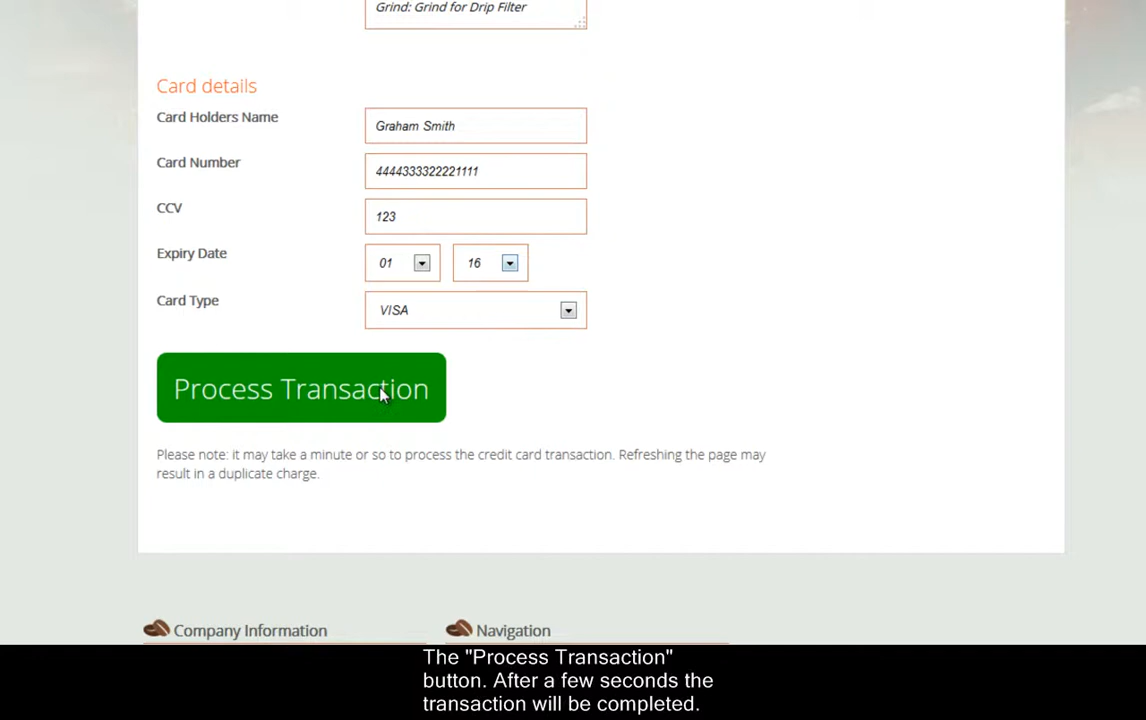 Grind: Grind for Drip Filter
Card details
Card Holders Name
Graham Smith
Card Number
4444333322221111
CCV
123
Expiry Date
01
16
Card Type
VISA
Process Transaction
Please note: it may take a minute or so to process the credit card transaction. Refreshing the page may
result in a duplicate charge.
Company Information
Navigation
The "Process Transaction"
button. After a few seconds the
transaction will be completed.